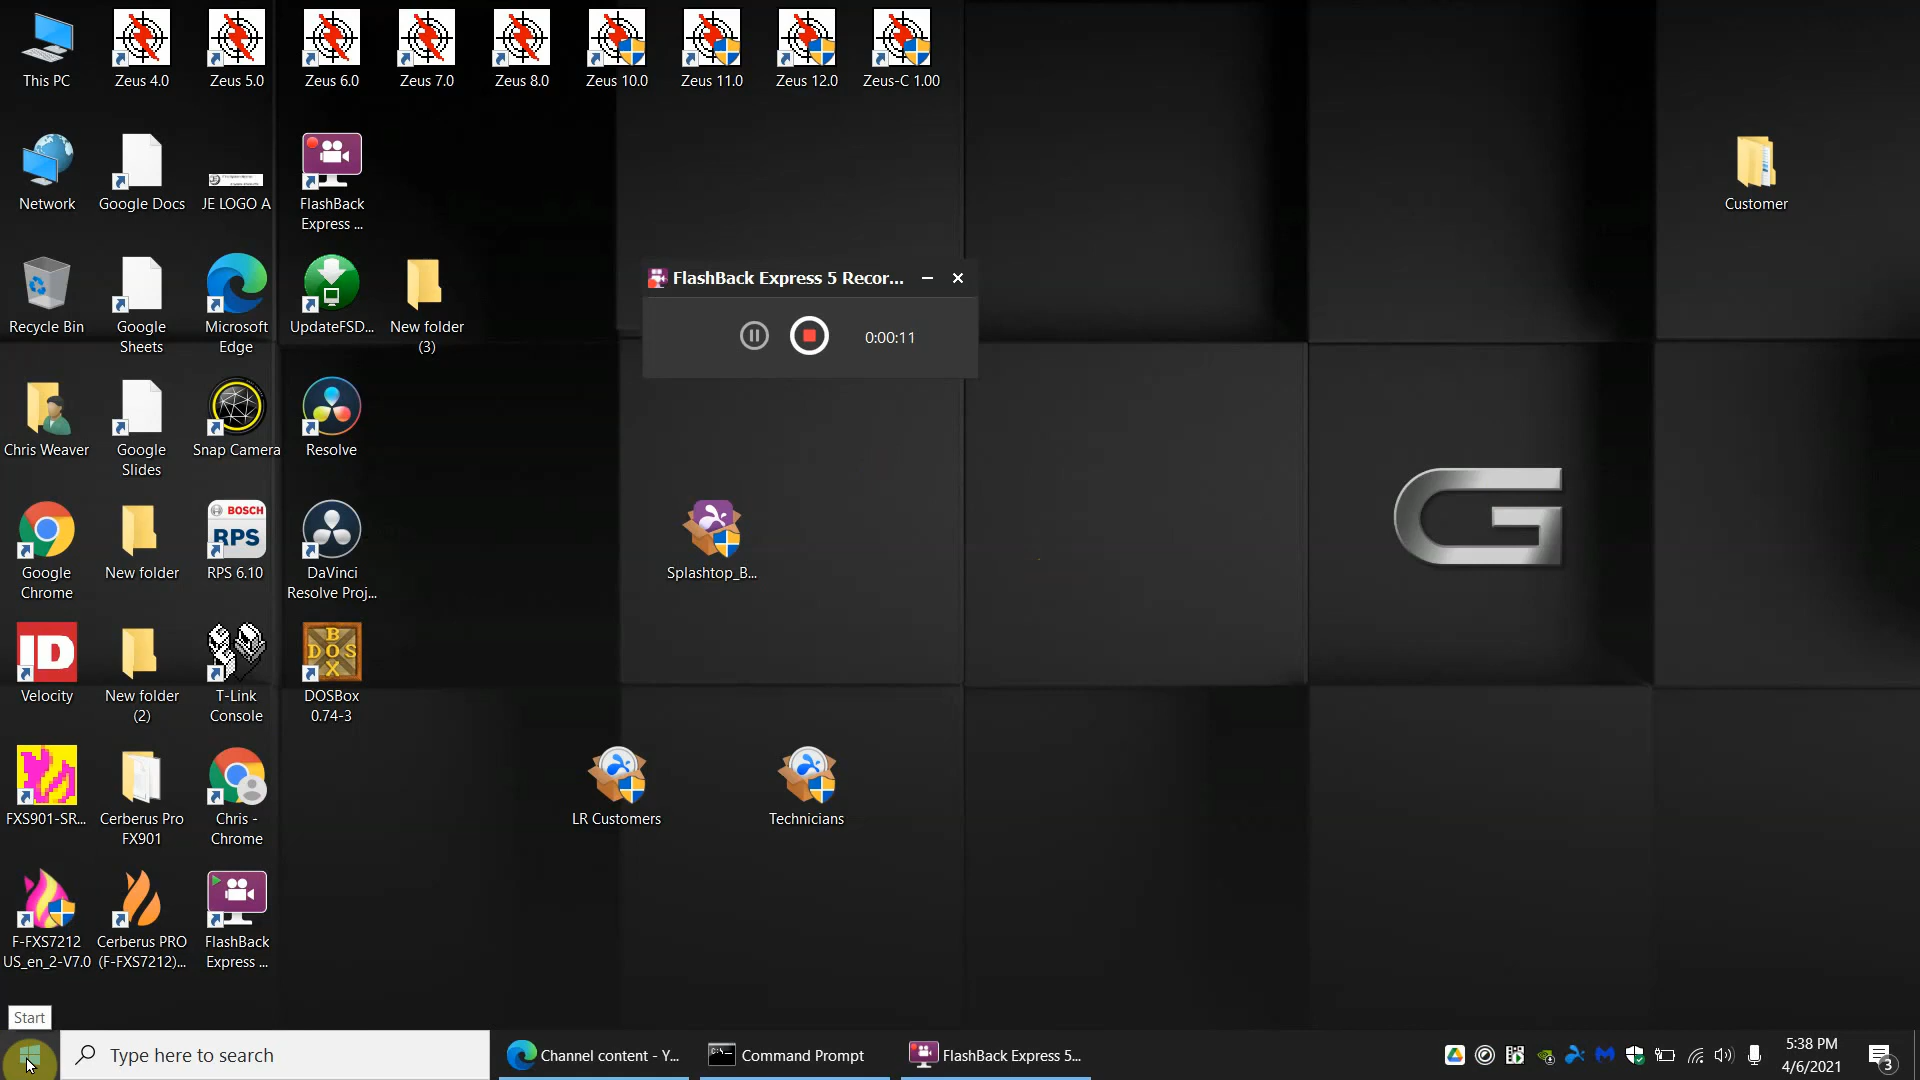 This PC
Zeus 4.0
Zeus 5.0
Zeus 6.0
Zeus 7.0
Zeus 8.0
Zeus 10.0
Zeus 11.0
Zeus 12.0
Zeus-C 1.00
Network
Google Docs
JE LOGO A
FlashBack
Express ...
Customer
Recycle Bin
Google
Sheets
Microsoft
Edge
UpdateFSD...
New folder
(3)
FlashBack Express 5 Recor...
0:00:11
Chris Weaver
Google
Slides
Snap Camera
Resolve
G
Google
Chrome
New folder
BOSCH
RPS
RPS 6.10
DaVinci
Resolve Proj...
Splashtop_B...
ID
Velocity
New folder
(2)
T-Link
Console
B
DOS
X
DOSBox
0.74-3
FXS901-SR...
Cerberus Pro
FX901
Chris -
Chrome
LR Customers
Technicians
F-FXS7212
US_en_2-V7.0
Cerberus PRO
(F-FXS7212)...
FlashBack
Express ...
Start
Type here to search
Channel content - Y...
Command Prompt
FlashBack Express 5...
5:38 PM
4/6/2021
3